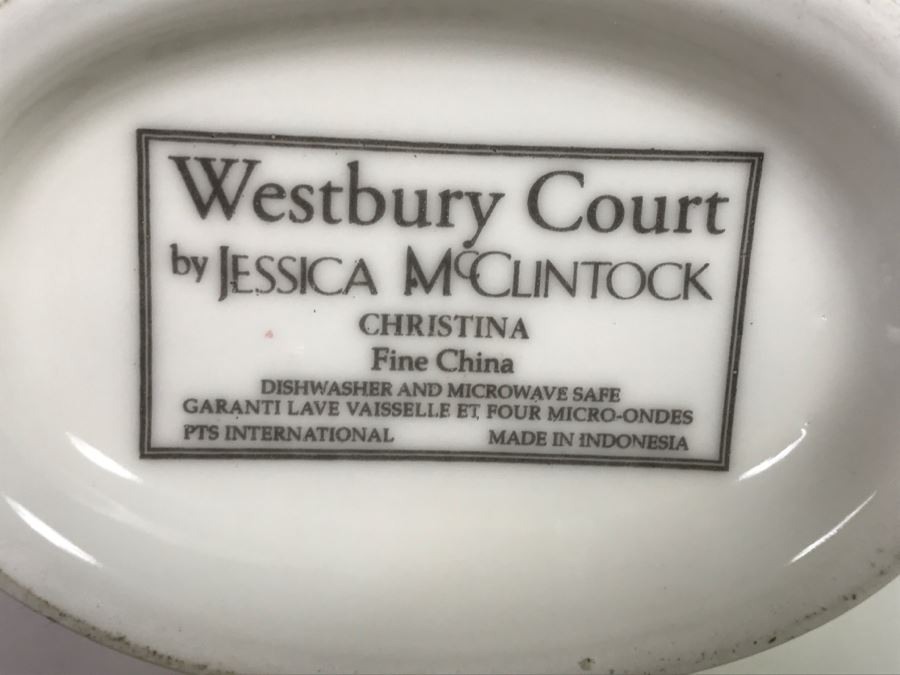 Westbury Court
by JESSICA McCLINTOCK
CHRISTINA
Fine China
DISHWASHER AND MICROWAVE SAFE
GARANTI LAVE VAISSELLE ET FOUR MICRO-ONDES
PTS INTERNATIONAL MADE IN INDONESIA